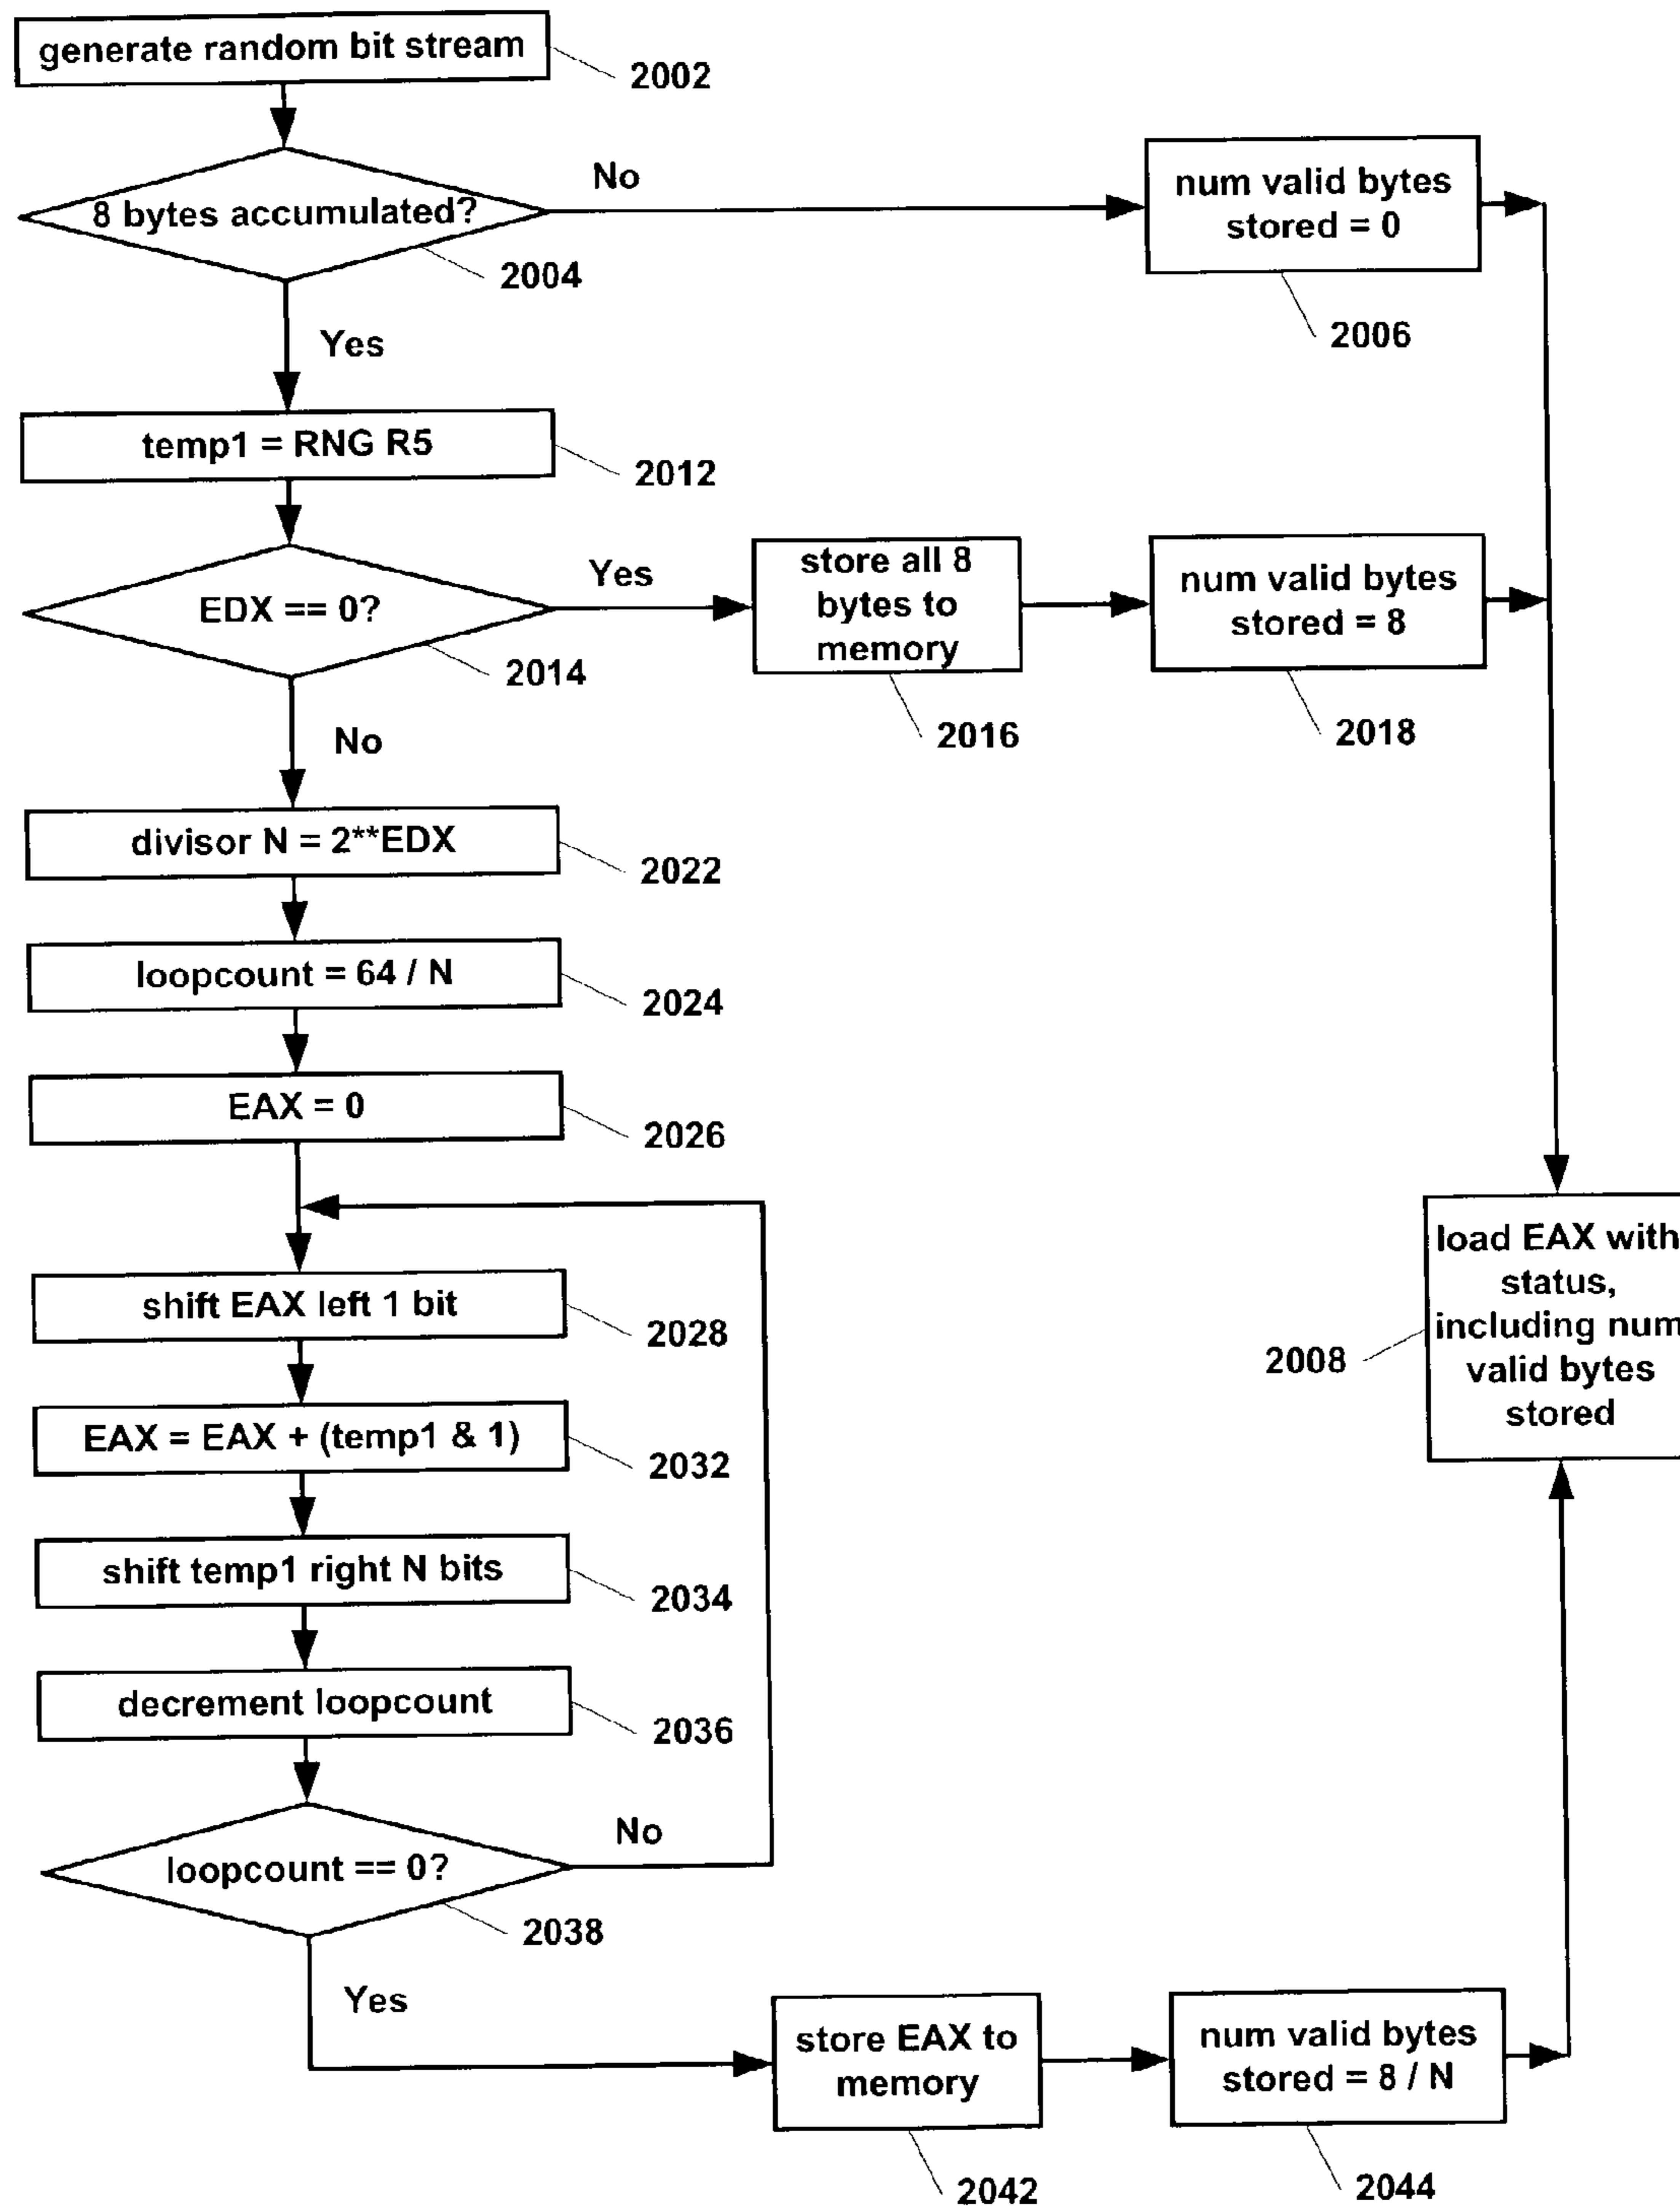 generate random bit stream
2002
8 bytes accumulated?
2004
No
num valid bytes
stored = 0
2006
Yes
temp1 = RNG R5
2012
EDX == 0?
2014
Yes
store all 8
bytes to
memory
2016
num valid bytes
stored = 8
2018
No
divisor N = 2**EDX
2022
loopcount = 64 / N
2024
EAX = 0
2026
shift EAX left 1 bit
2028
EAX = EAX + (temp1 & 1)
2032
shift temp1 right N bits
2034
decrement loopcount
2036
loopcount == 0?
2038
No
Yes
store EAX to
memory
2042
num valid bytes
stored = 8 / N
2044
load EAX with
status,
including num
valid bytes
stored
2008